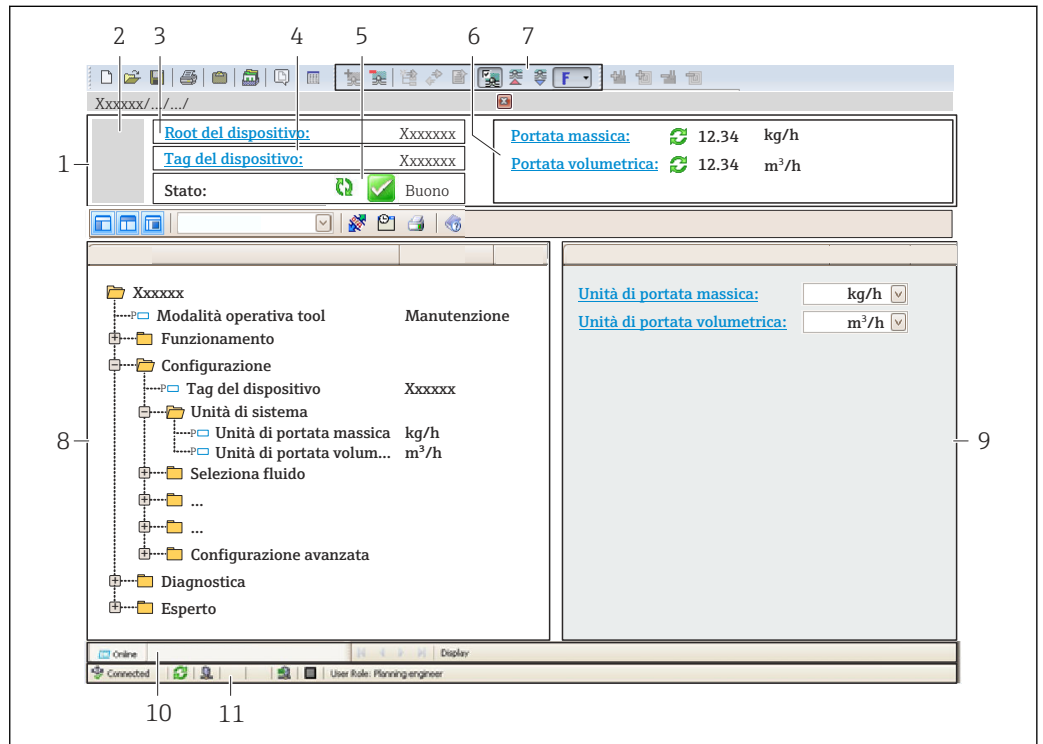 2 3 4 5 6 7
F
Xxxxxx/.../.../
1
Root del dispositivo: Xxxxxxx
Tag del dispositivo: Xxxxxxx
Stato: Buono
Portata massica: 12.34 kg/h
Portata volumetrica: 12.34 m³/h
8
Xxxxxx
P Modalità operativa tool Manutenzione
Funzionamento
Configurazione
P Tag del dispositivo Xxxxxx
Unità di sistema
P Unità di portata massica kg/h
P Unità di portata volum... m³/h
Seleziona fluido
...
...
Configurazione avanzata
Diagnostica
Esperto
Unità di portata massica: kg/h
Unità di portata volumetrica: m³/h
9
Online Display
Connected User Role: Planning engineer
10 11